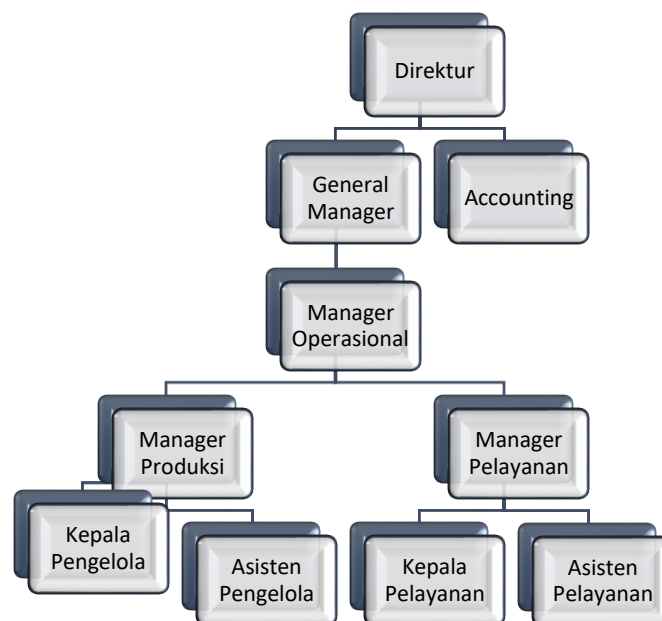 Direktur
General
Manager
Accounting
Manager
Operasional
Manager
Produksi
Manager
Pelayanan
Kepala
Pengelola
Asisten
Pengelola
Kepala
Pelayanan
Asisten
Pelayanan